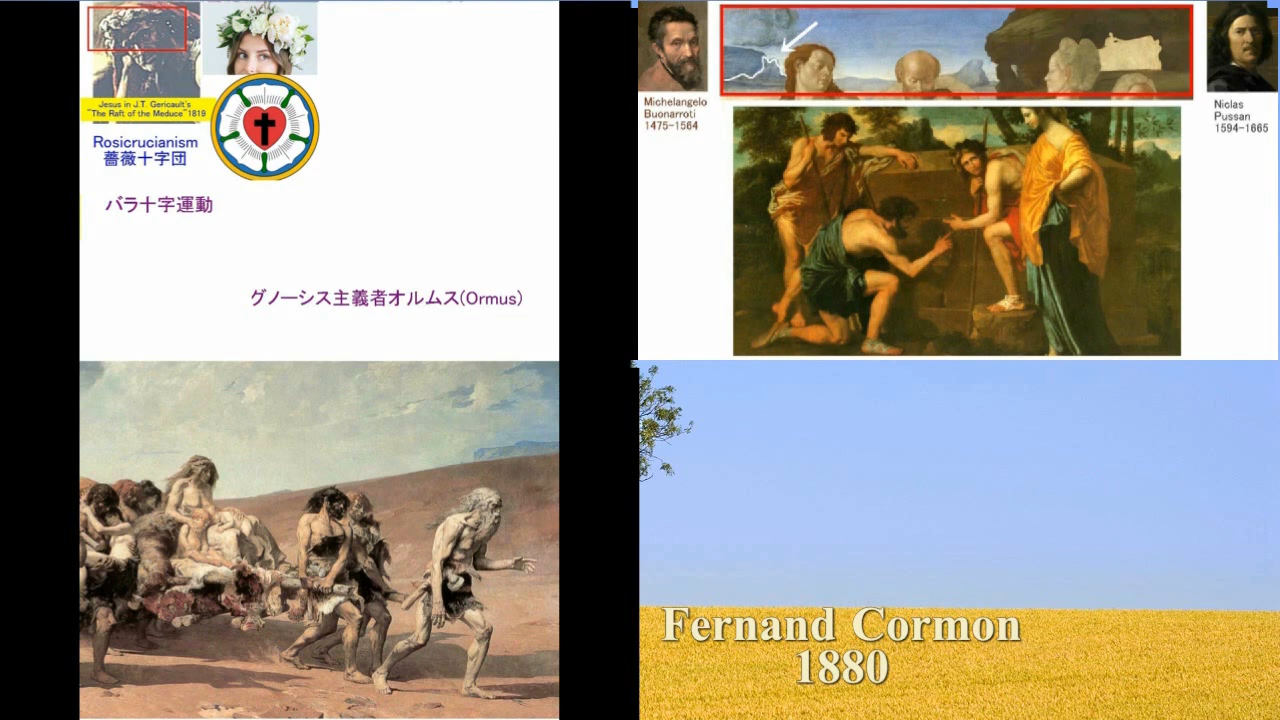 Jesus in J.T. Gericault's
"The Raft of the Meduce" 1819
Rosicrucianism
薔薇十字団
バラ十字運動
グノーシス主義者オルムス(Ormus)
Michelangelo
Buonarroti
1475-1564
Niclas
Pussan
1594-1665
Fernand Cormon
1880